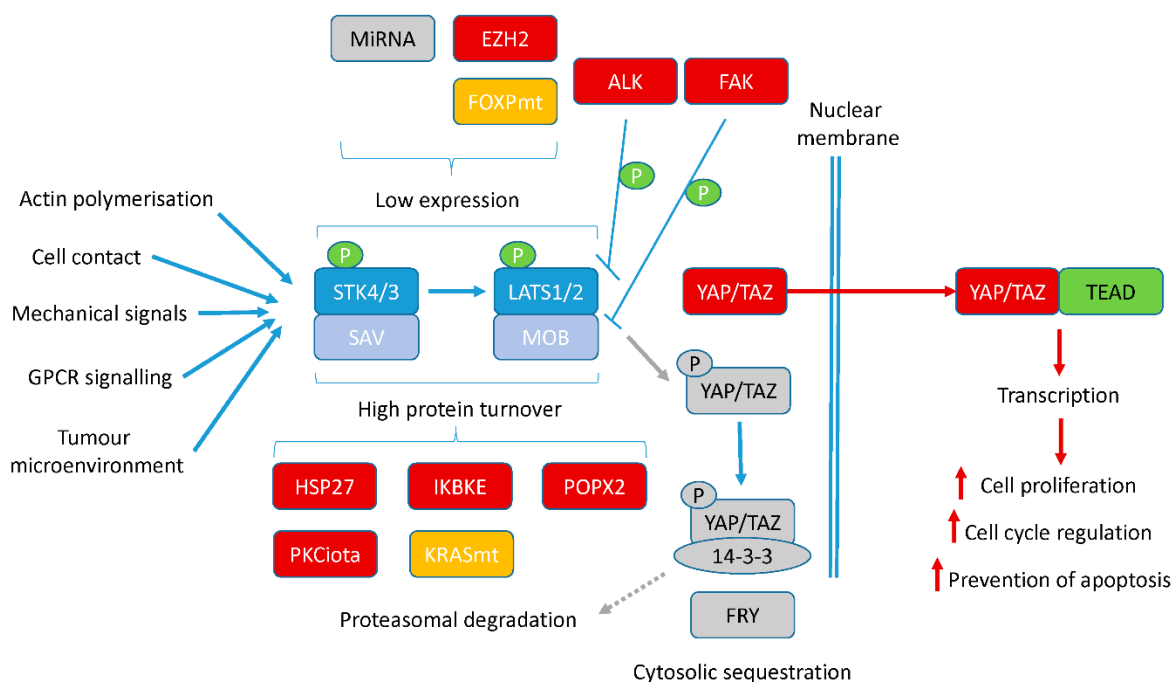 MiRNA
EZH2
FOXPmt
ALK
FAK
Nuclear
membrane
P
P
Low expression
Actin polymerisation
Cell contact
Mechanical signals
GPCR signalling
Tumour
microenvironment
P
STK4/3
SAV
P
LATS1/2
MOB
YAP/TAZ
YAP/TAZ
TEAD
P
YAP/TAZ
Transcription
High protein turnover
HSP27
IKBKE
POPX2
PKCiota
KRASmt
P
YAP/TAZ
14-3-3
Cell proliferation
Cell cycle regulation
Prevention of apoptosis
Proteasomal degradation
FRY
Cytosolic sequestration